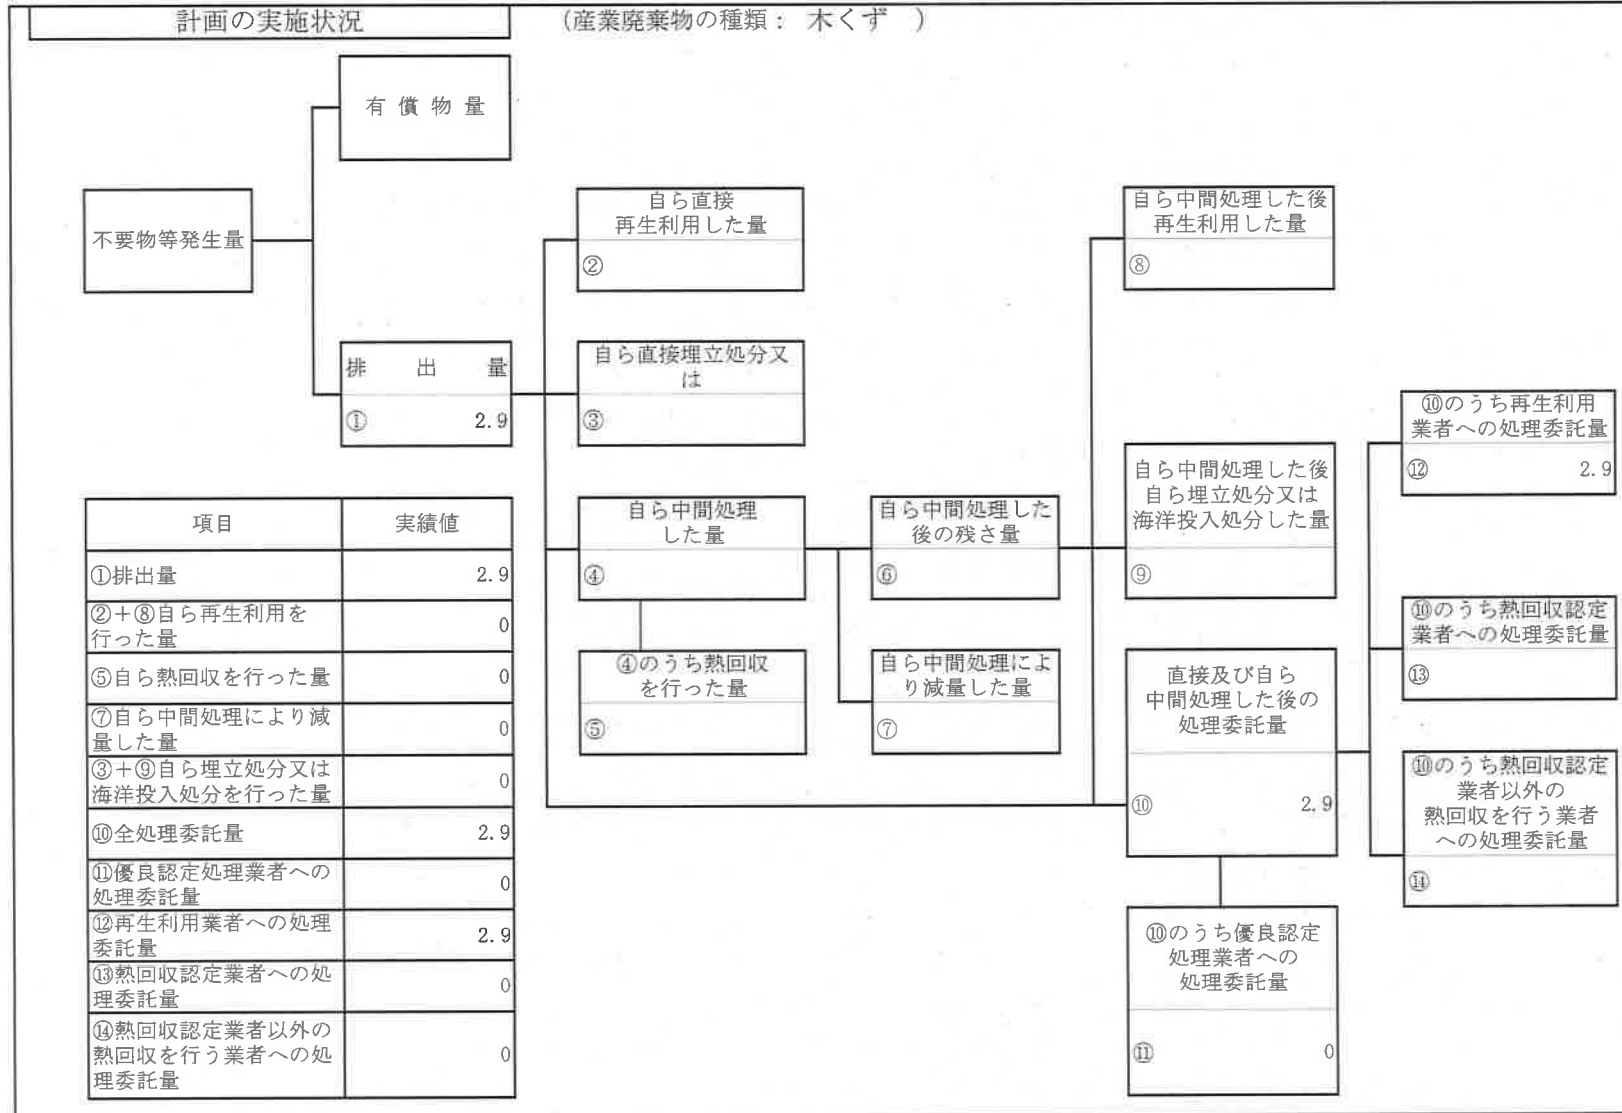 計画の実施状況
(産業廃棄物の種類： 木くず )
有償物量
不要物等発生量
自ら直接
再生利用した量
②
自ら中間処理した後
再生利用した量
⑧
排出量
① 2.9
自ら直接埋立処分又
は
③
⑩のうち再生利用
業者への処理委託量
⑫ 2.9
自ら中間処理
した量
④
自ら中間処理した
後の残さ量
⑥
自ら中間処理した後
自ら埋立処分又は
海洋投入処分した量
⑨
⑩のうち熱回収認定
業者への処理委託量
⑬
④のうち熱回収
を行った量
⑤
自ら中間処理によ
り減量した量
⑦
直接及び自ら
中間処理した後の
処理委託量
⑩ 2.9
⑩のうち熱回収認定
業者以外の
熱回収を行う業者
への処理委託量
⑭
⑩のうち優良認定
処理業者への
処理委託量
⑪ 0
項目 実績値
①排出量 2.9
②＋⑧自ら再生利用を
行った量 0
⑤自ら熱回収を行った量 0
⑦自ら中間処理により減
量した量 0
③＋⑨自ら埋立処分又は
海洋投入処分を行った量 0
⑩全処理委託量 2.9
⑪優良認定処理業者への
処理委託量 0
⑫再生利用業者への処理
委託量 2.9
⑬熱回収認定業者への処
理委託量 0
⑭熱回収認定業者以外の
熱回収を行う業者への処
理委託量 0